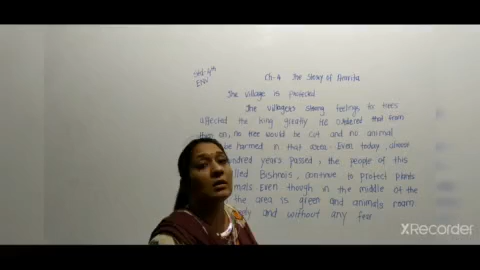 Std-4th
EVS
Ch-4 The Story of Amrita
The village is protected
The villagers strong feelings to trees
affected the king greatly He ordered that from
then on, no tree would be cut and no animal
be harmed in that area. Even today, almost
hundred years passed, the people of this
called Bishnois, continue to protect plants
animals Even though in the middle of the
the area is green and animals roam
and without any fear
XRecorder